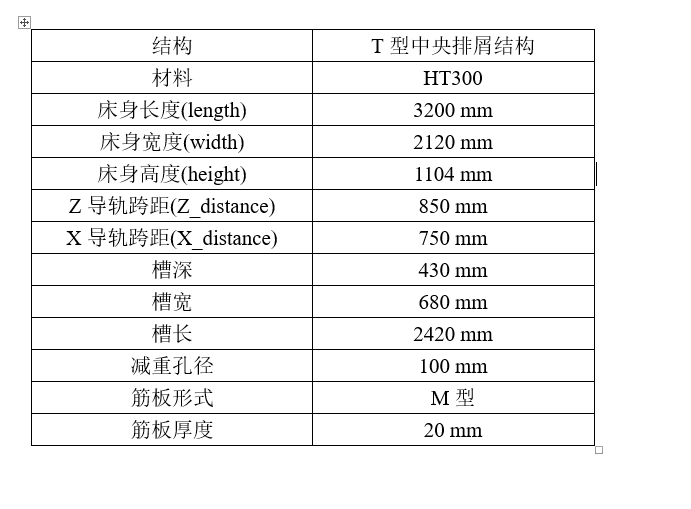 结构 T 型中央排屑结构
材料 HT300
床身长度(length) 3200 mm
床身宽度(width) 2120 mm
床身高度(height) 1104 mm
Z 导轨跨距(Z_distance) 850 mm
X 导轨跨距(X_distance) 750 mm
槽深 430 mm
槽宽 680 mm
槽长 2420 mm
减重孔径 100 mm
筋板形式 M 型
筋板厚度 20 mm